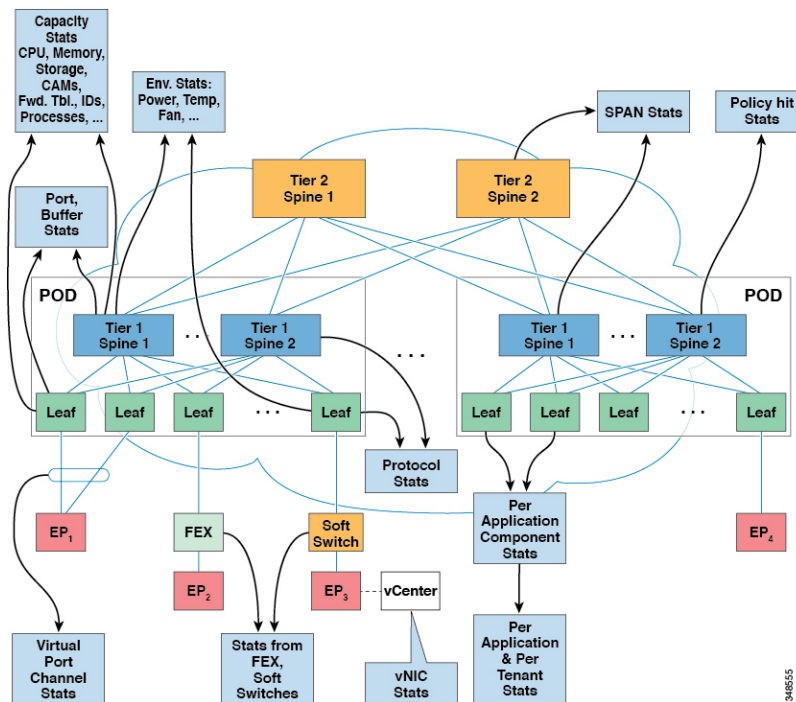 Capacity
Stats
CPU, Memory,
Storage,
CAMs,
Fwd. Tbl., IDs,
Processes, ...
Env. Stats:
Power, Temp,
Fan, ...
SPAN Stats
Policy hit
Stats
Tier 2
Spine 1
Tier 2
Spine 2
Port,
Buffer
Stats
POD
POD
Tier 1
Spine 1
...
Tier 1
Spine 2
...
Tier 1
Spine 1
...
Tier 1
Spine 2
Leaf
Leaf
Leaf
...
Leaf
Leaf
Leaf
Leaf
...
Leaf
Protocol
Stats
EP1
FEX
Soft
Switch
Per
Application
Component
Stats
EP4
EP2
EP3
vCenter
Virtual
Port
Channel
Stats
Stats from
FEX,
Soft
Switches
vNIC
Stats
Per
Application
& Per
Tenant
Stats
348555